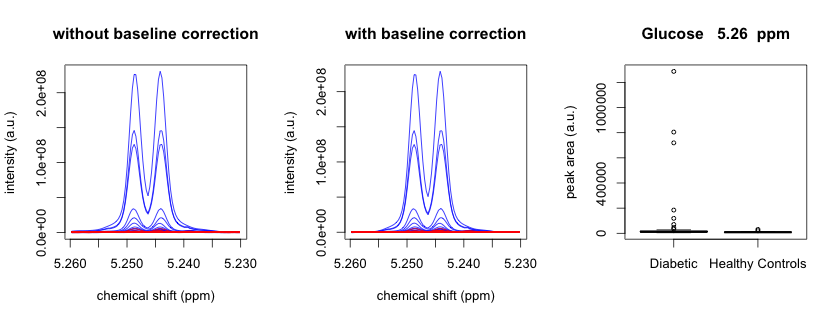 without baseline correction
intensity (a.u.)
0.0e+00 1.0e+08 2.0e+08
5.260 5.250 5.240 5.230
chemical shift (ppm)
with baseline correction
intensity (a.u.)
0.0e+00 1.0e+08 2.0e+08
5.260 5.250 5.240 5.230
chemical shift (ppm)
Glucose 5.26 ppm
peak area (a.u.)
0 400000 1000000
Diabetic Healthy Controls